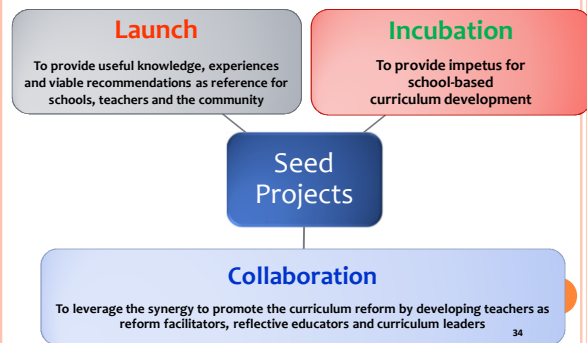 Launch
To provide useful knowledge, experiences
and viable recommendations as reference for
schools, teachers and the community
Incubation
To provide impetus for
school-based
curriculum development
Seed
Projects
Collaboration
To leverage the synergy to promote the curriculum reform by developing teachers as
reform facilitators, reflective educators and curriculum leaders
34